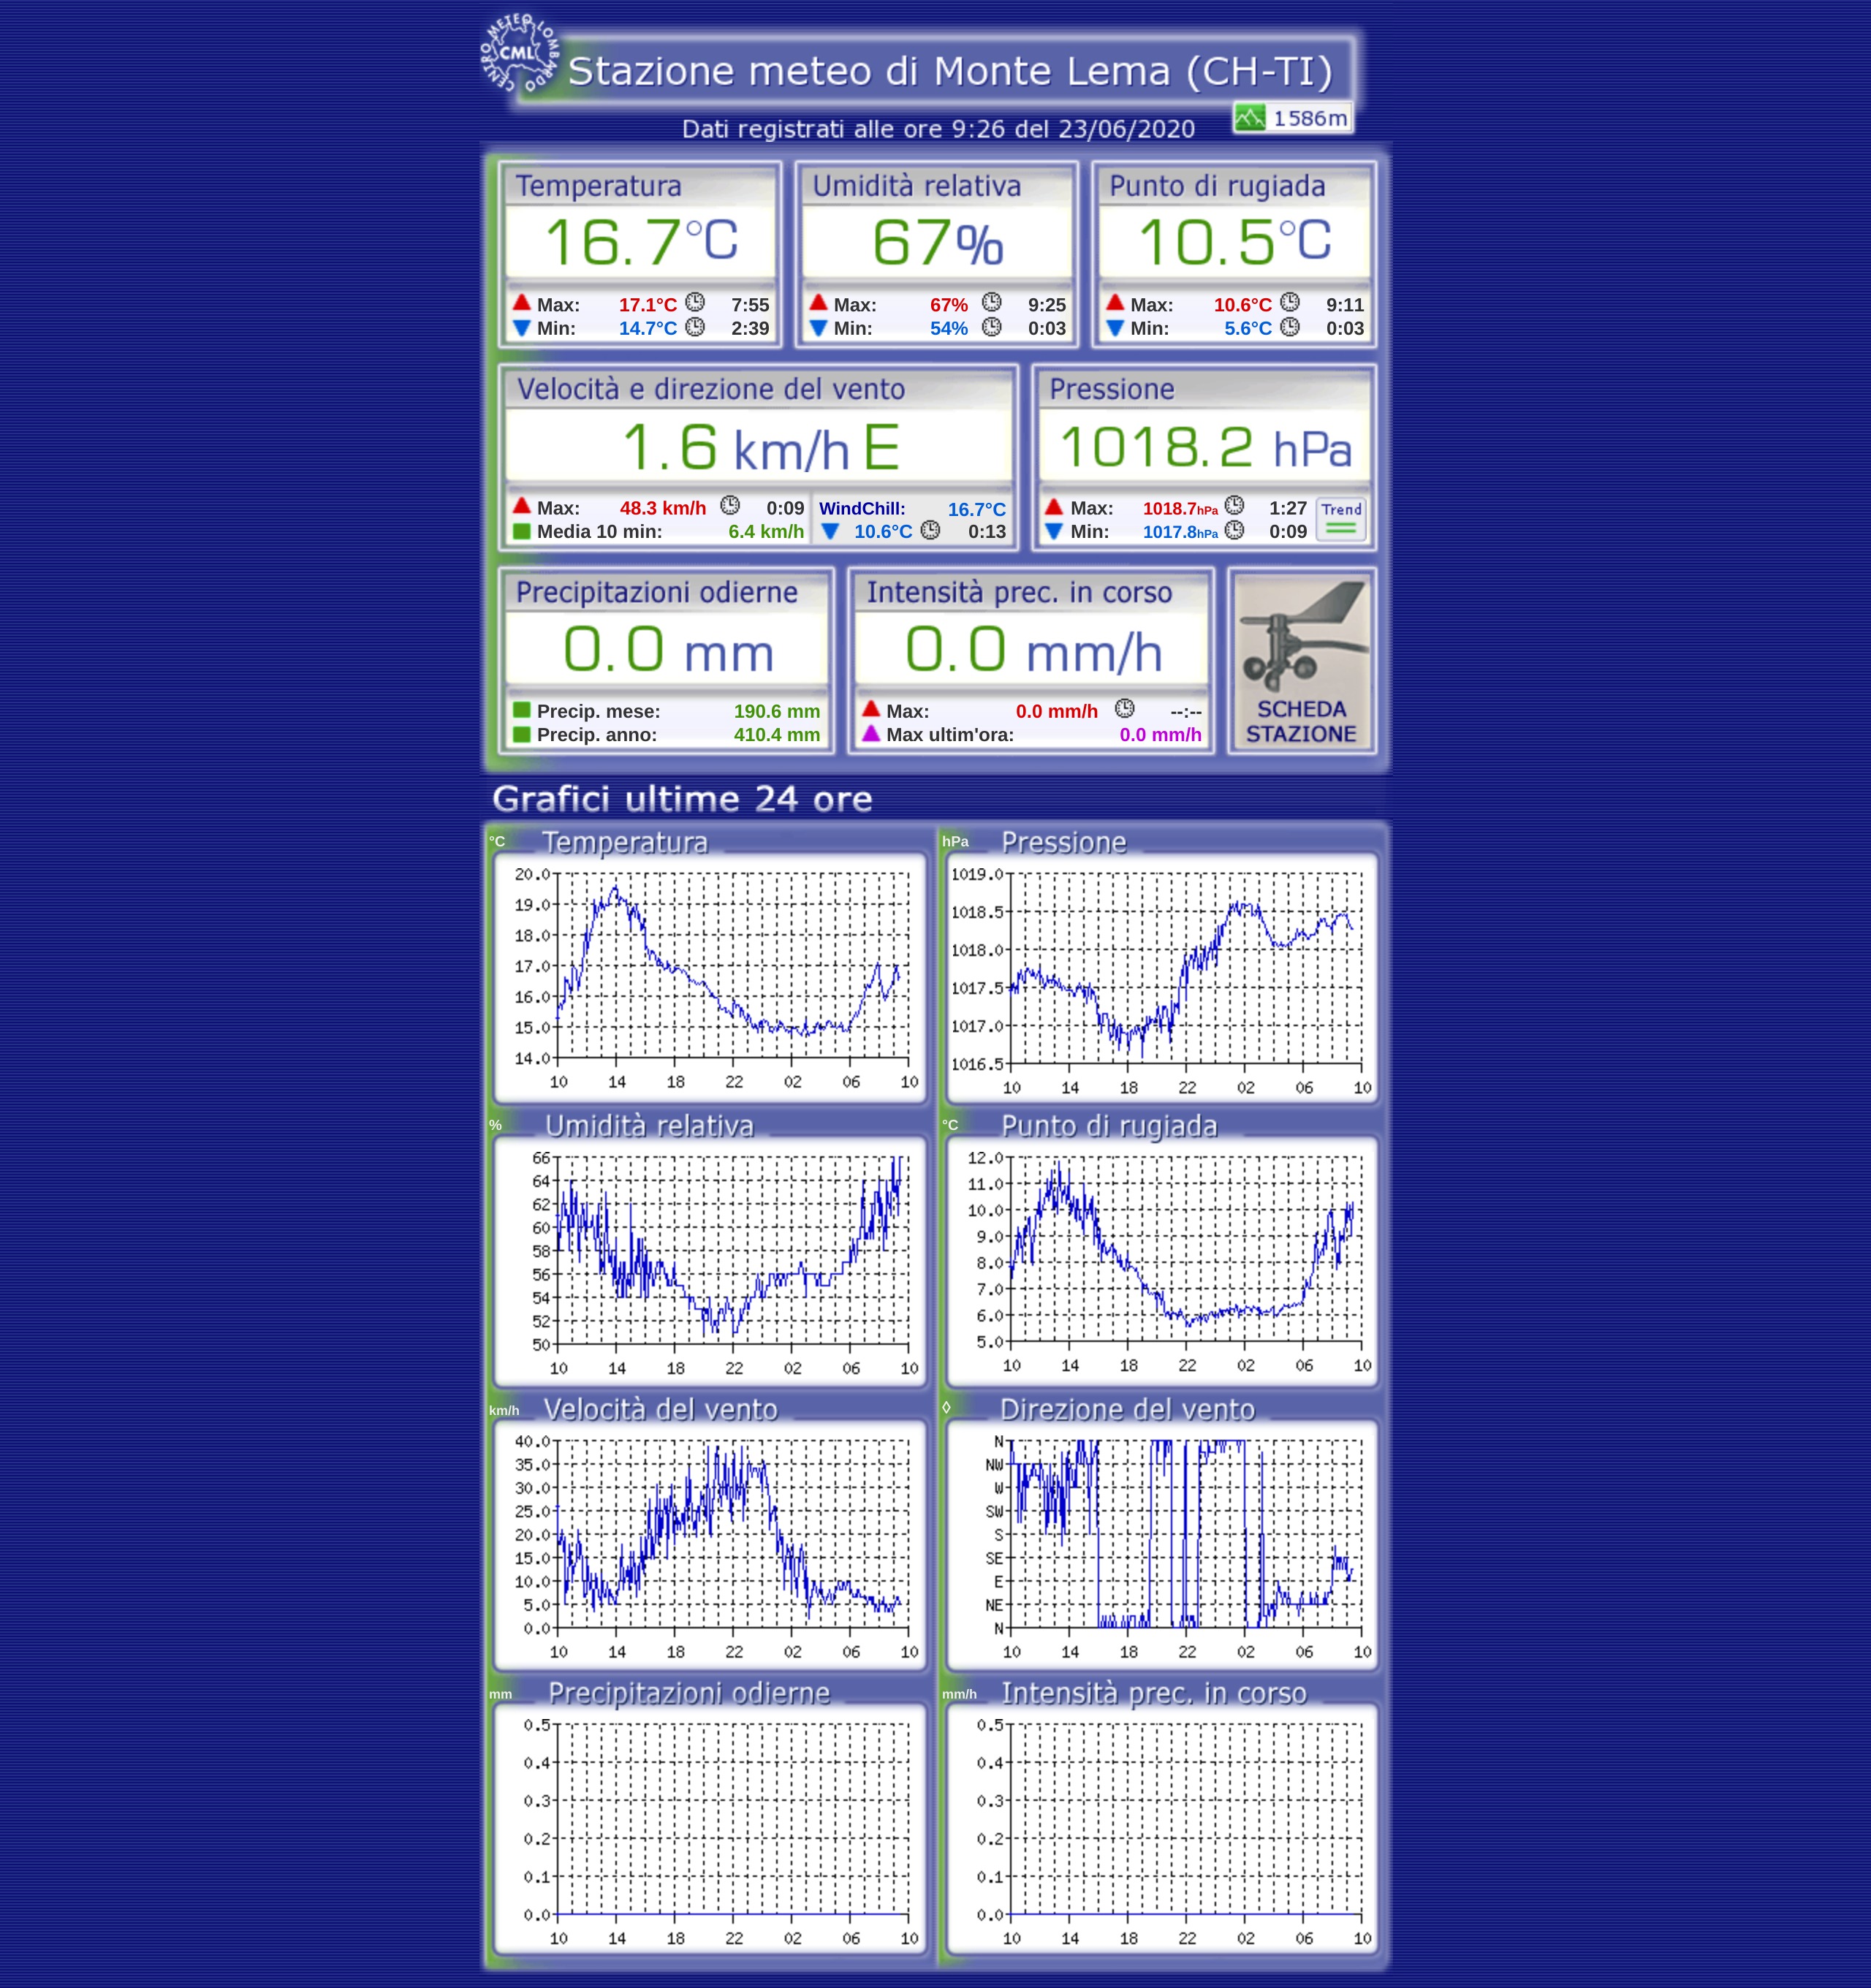 CENTRO METEO LOMBARDO
CML
Stazione meteo di Monte Lema (CH-TI)
1586m
Dati registrati alle ore 9:26 del 23/06/2020
Temperatura Umidità relativa Punto di rugiada
16.7°C 67% 10.5°C
Max: 17.1°C 7:55 Max: 67% 9:25 Max: 10.6°C 9:11
Min: 14.7°C 2:39 Min: 54% 0:03 Min: 5.6°C 0:03
Velocità e direzione del vento Pressione
1.6 km/h E 1018.2 hPa
Max: 48.3 km/h 0:09 WindChill: 16.7°C Max: 1018.7hPa 1:27 Trend
Media 10 min: 6.4 km/h 10.6°C 0:13 Min: 1017.8hPa 0:09
Precipitazioni odierne Intensità prec. in corso
0.0 mm 0.0 mm/h
Precip. mese: 190.6 mm Max: 0.0 mm/h --:-- SCHEDA
Precip. anno: 410.4 mm Max ultim'ora: 0.0 mm/h STAZIONE
Grafici ultime 24 ore
°C Temperatura
20.0
19.0
18.0
17.0
16.0
15.0
14.0
10 14 18 22 02 06 10
hPa Pressione
1019.0
1018.5
1018.0
1017.5
1017.0
1016.5
10 14 18 22 02 06 10
% Umidità relativa
66
64
62
60
58
56
54
52
50
10 14 18 22 02 06 10
°C Punto di rugiada
12.0
11.0
10.0
9.0
8.0
7.0
6.0
5.0
10 14 18 22 02 06 10
km/h Velocità del vento
40.0
35.0
30.0
25.0
20.0
15.0
10.0
5.0
0.0
10 14 18 22 02 06 10
◊ Direzione del vento
N
NW
W
SW
S
SE
E
NE
N
10 14 18 22 02 06 10
mm Precipitazioni odierne
0.5
0.4
0.3
0.2
0.1
0.0
10 14 18 22 02 06 10
mm/h Intensità prec. in corso
0.5
0.4
0.3
0.2
0.1
0.0
10 14 18 22 02 06 10